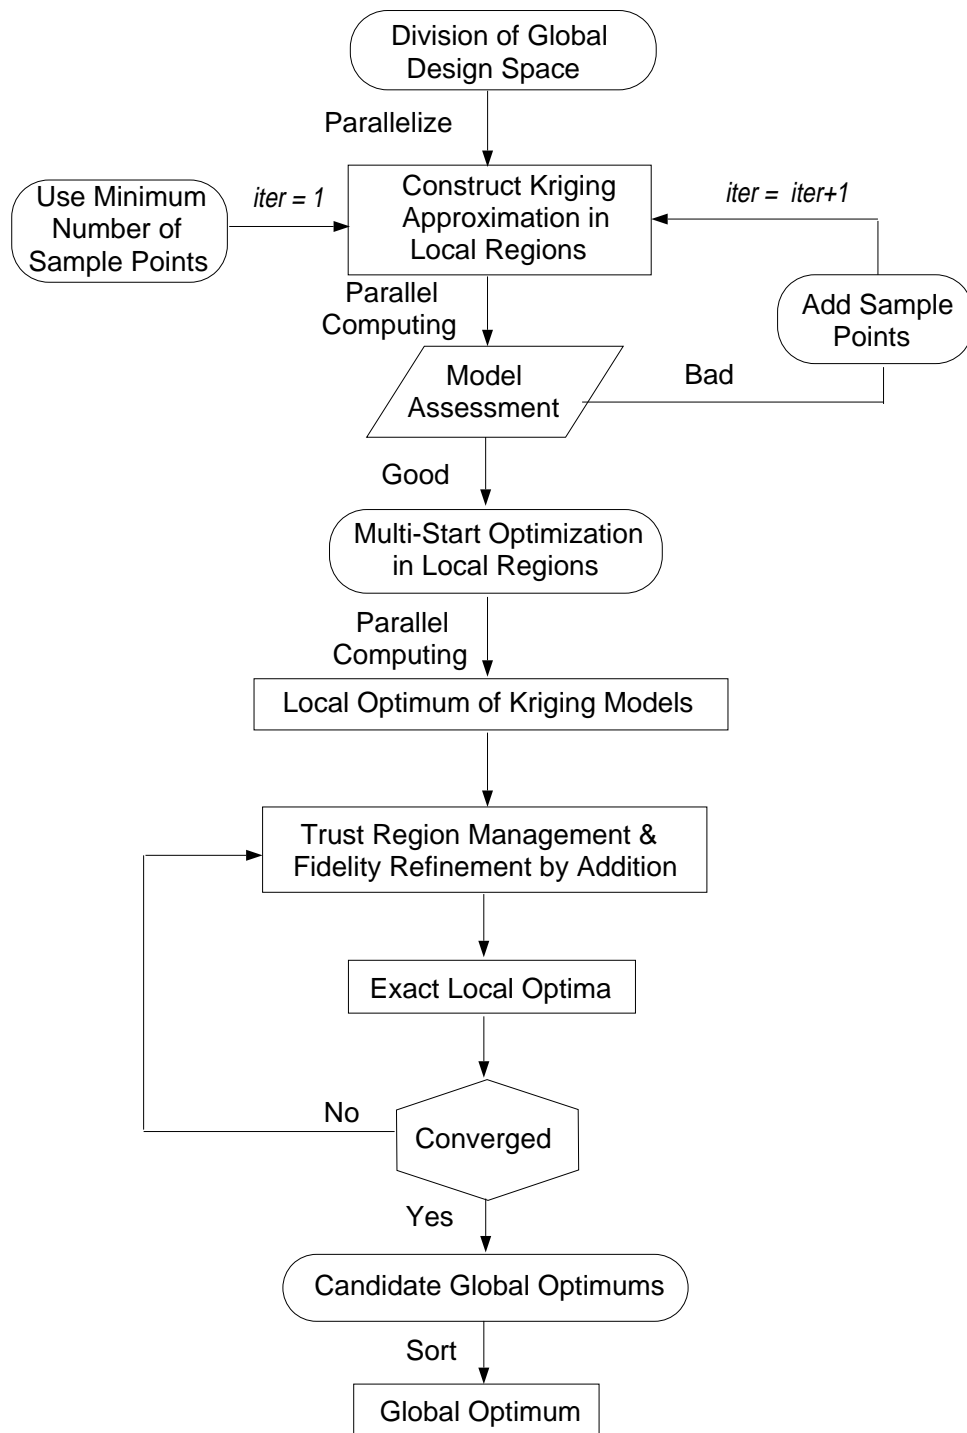 Division of Global
Design Space
Parallelize
Use Minimum
Number of
Sample Points
iter = 1
Construct Kriging
Approximation in
Local Regions
iter = iter+1
Add Sample
Points
Parallel
Computing
Model
Assessment
Bad
Good
Multi-Start Optimization
in Local Regions
Parallel
Computing
Local Optimum of Kriging Models
Trust Region Management &
Fidelity Refinement by Addition
Exact Local Optima
No
Converged
Yes
Candidate Global Optimums
Sort
Global Optimum